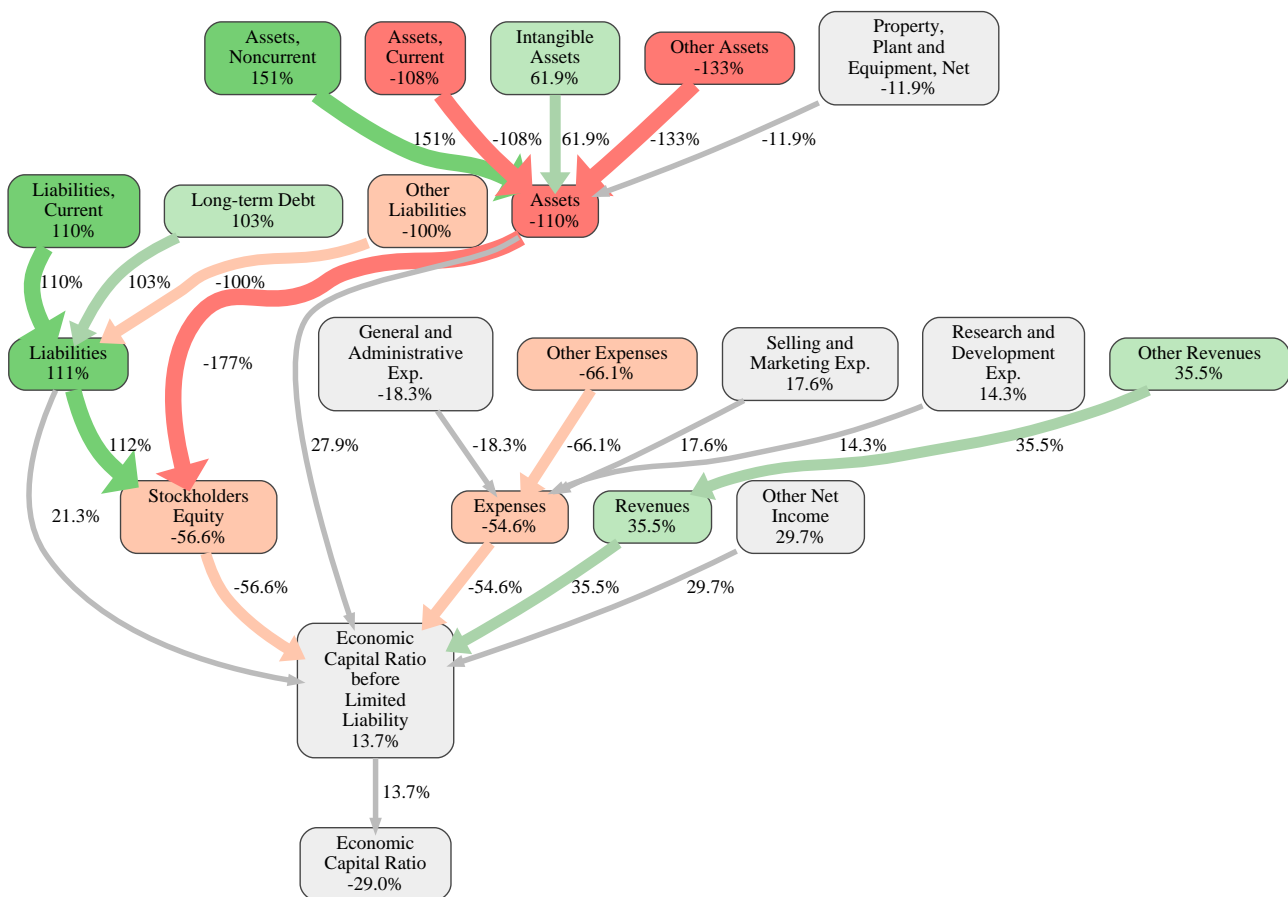 Assets,
Noncurrent
151%
Assets,
Current
-108%
Intangible
Assets
61.9%
Other Assets
-133%
Property,
Plant and
Equipment, Net
-11.9%
151%
-108%
61.9%
-133%
-11.9%
Liabilities,
Current
110%
Long-term Debt
103%
Other
Liabilities
-100%
Assets
-110%
110%
103%
-100%
Liabilities
111%
-177%
General and
Administrative
Exp.
-18.3%
Other Expenses
-66.1%
Selling and
Marketing Exp.
17.6%
Research and
Development
Exp.
14.3%
Other Revenues
35.5%
112%
27.9%
-18.3%
-66.1%
17.6%
14.3%
35.5%
21.3%
Stockholders
Equity
-56.6%
Expenses
-54.6%
Revenues
35.5%
Other Net
Income
29.7%
-56.6%
-54.6%
35.5%
29.7%
Economic
Capital Ratio
before
Limited
Liability
13.7%
13.7%
Economic
Capital Ratio
-29.0%